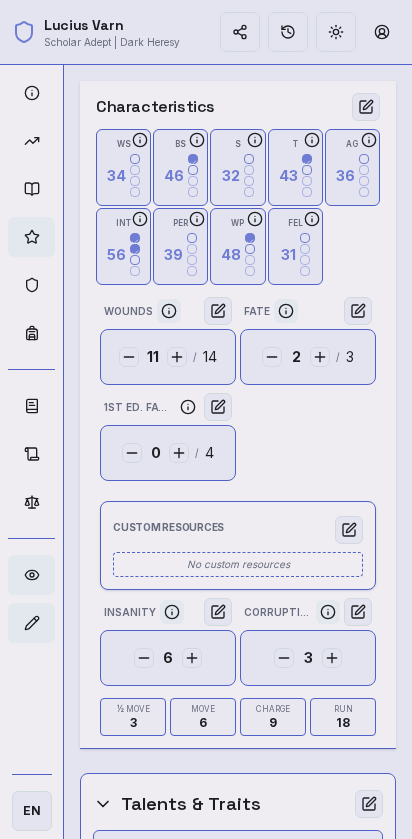 Lucius Varn
Scholar Adept | Dark Heresy
Characteristics
WS BS S T AG
34 46 32 43 36
INT PER WP FEL
56 39 48 31
WOUNDS FATE
11 / 14 2 / 3
1ST ED. FA...
0 / 4
CUSTOM RESOURCES
No custom resources
INSANITY CORRUPTI...
6 3
½ MOVE MOVE CHARGE RUN
3 6 9 18
Talents & Traits
EN